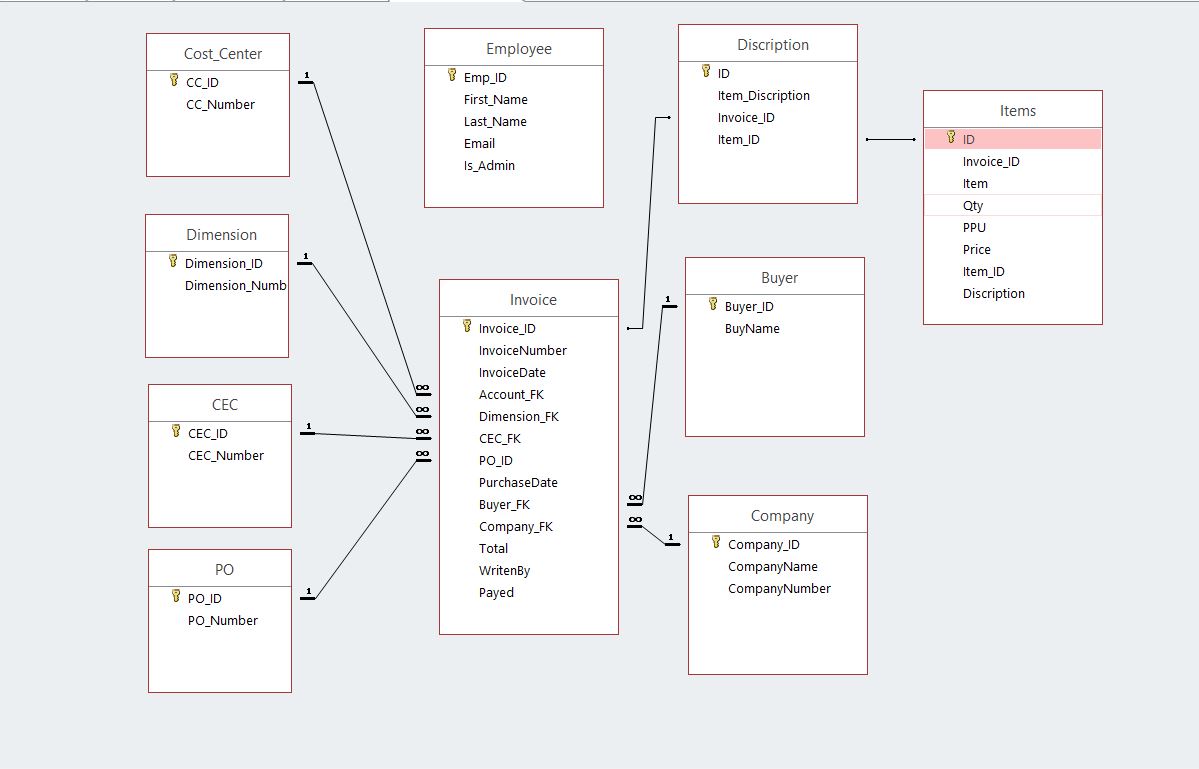 Cost_Center
CC_ID
CC_Number
Employee
Emp_ID
First_Name
Last_Name
Email
Is_Admin
Discription
ID
Item_Discription
Invoice_ID
Item_ID
Items
ID
Invoice_ID
Item
Qty
PPU
Price
Item_ID
Discription
Dimension
Dimension_ID
Dimension_Numb
Invoice
Invoice_ID
InvoiceNumber
InvoiceDate
Account_FK
Dimension_FK
CEC_FK
PO_ID
PurchaseDate
Buyer_FK
Company_FK
Total
WritenBy
Payed
Buyer
Buyer_ID
BuyName
CEC
CEC_ID
CEC_Number
Company
Company_ID
CompanyName
CompanyNumber
PO
PO_ID
PO_Number
1
1
1
1
1
1
∞
∞
∞
∞
∞
∞